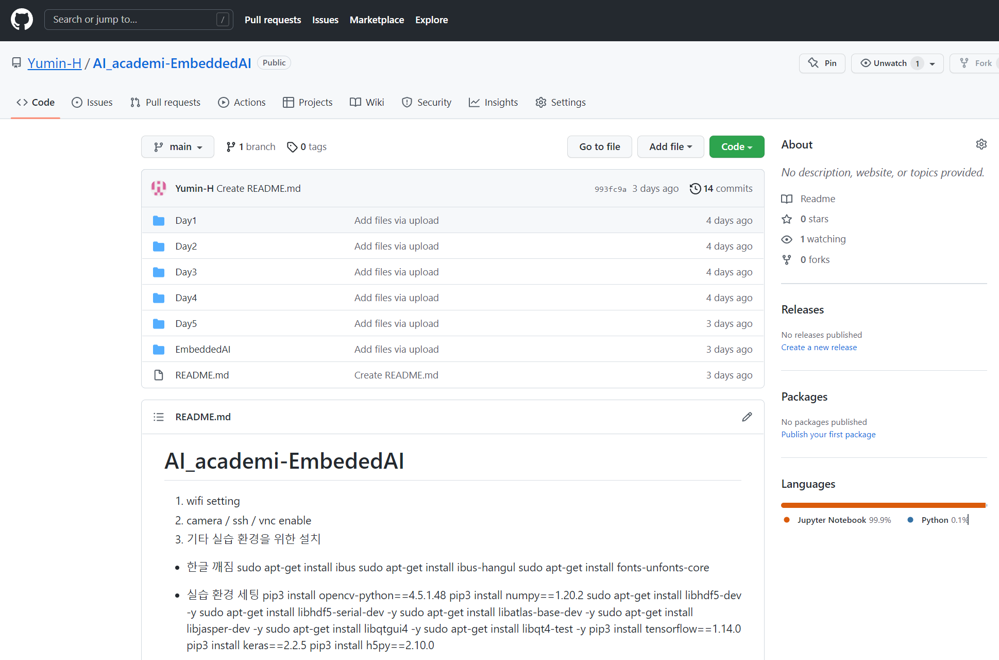 Search or jump to... /
Pull requests Issues Marketplace Explore
Yumin-H / AI_academi-EmbeddedAI Public
Pin Unwatch 1 Fork
Code Issues Pull requests Actions Projects Wiki Security Insights Settings
main 1 branch 0 tags Go to file Add file Code
Yumin-H Create README.md 993fc9a 3 days ago 14 commits
Day1 Add files via upload 4 days ago
Day2 Add files via upload 4 days ago
Day3 Add files via upload 4 days ago
Day4 Add files via upload 4 days ago
Day5 Add files via upload 3 days ago
EmbeddedAI Add files via upload 3 days ago
README.md Create README.md 3 days ago
README.md
AI_academi-EmbededAI
1. wifi setting
2. camera / ssh / vnc enable
3. 기타 실습 환경을 위한 설치
• 한글 깨짐 sudo apt-get install ibus sudo apt-get install ibus-hangul sudo apt-get install fonts-unfonts-core
• 실습 환경 세팅 pip3 install opencv-python==4.5.1.48 pip3 install numpy==1.20.2 sudo apt-get install libhdf5-dev
-y sudo apt-get install libhdf5-serial-dev -y sudo apt-get install libatlas-base-dev -y sudo apt-get install
libjasper-dev -y sudo apt-get install libqtgui4 -y sudo apt-get install libqt4-test -y pip3 install tensorflow==1.14.0
pip3 install keras==2.2.5 pip3 install h5py==2.10.0
About
No description, website, or topics provided.
Readme
0 stars
1 watching
0 forks
Releases
No releases published
Create a new release
Packages
No packages published
Publish your first package
Languages
Jupyter Notebook 99.9% Python 0.1%